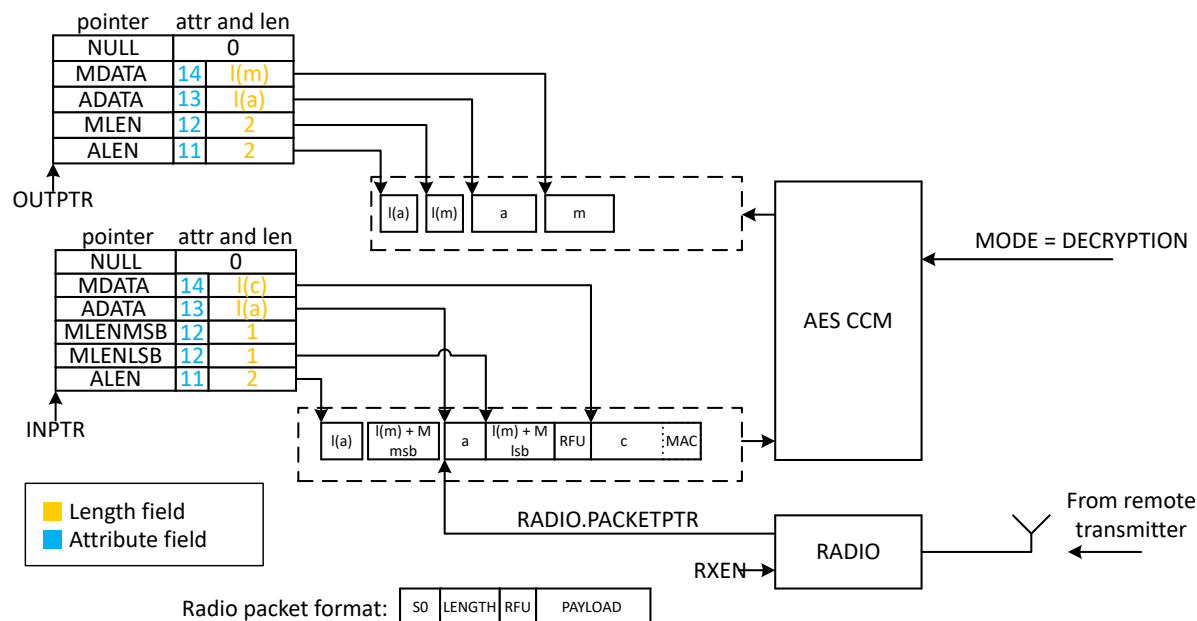 pointer attr and len
NULL 0
MDATA 14 l(m)
ADATA 13 l(a)
MLEN 12 2
ALEN 11 2
OUTPTR
l(a) l(m) a m
pointer attr and len
NULL 0
MDATA 14 l(c)
ADATA 13 l(a)
MLENMSB 12 1
MLENLSB 12 1
ALEN 11 2
INPTR
l(a) l(m) + M msb a l(m) + M lsb RFU c MAC
AES CCM
MODE = DECRYPTION
Length field
Attribute field
RADIO.PACKETPTR
RXEN
RADIO
From remote
transmitter
Radio packet format: S0 LENGTH RFU PAYLOAD